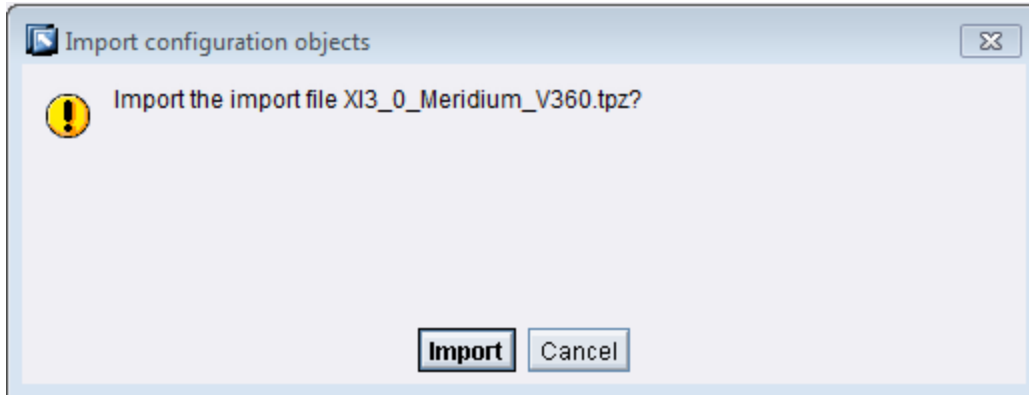 Import configuration objects
Import the import file XI3_0_Meridium_V360.tpz?
Import
Cancel